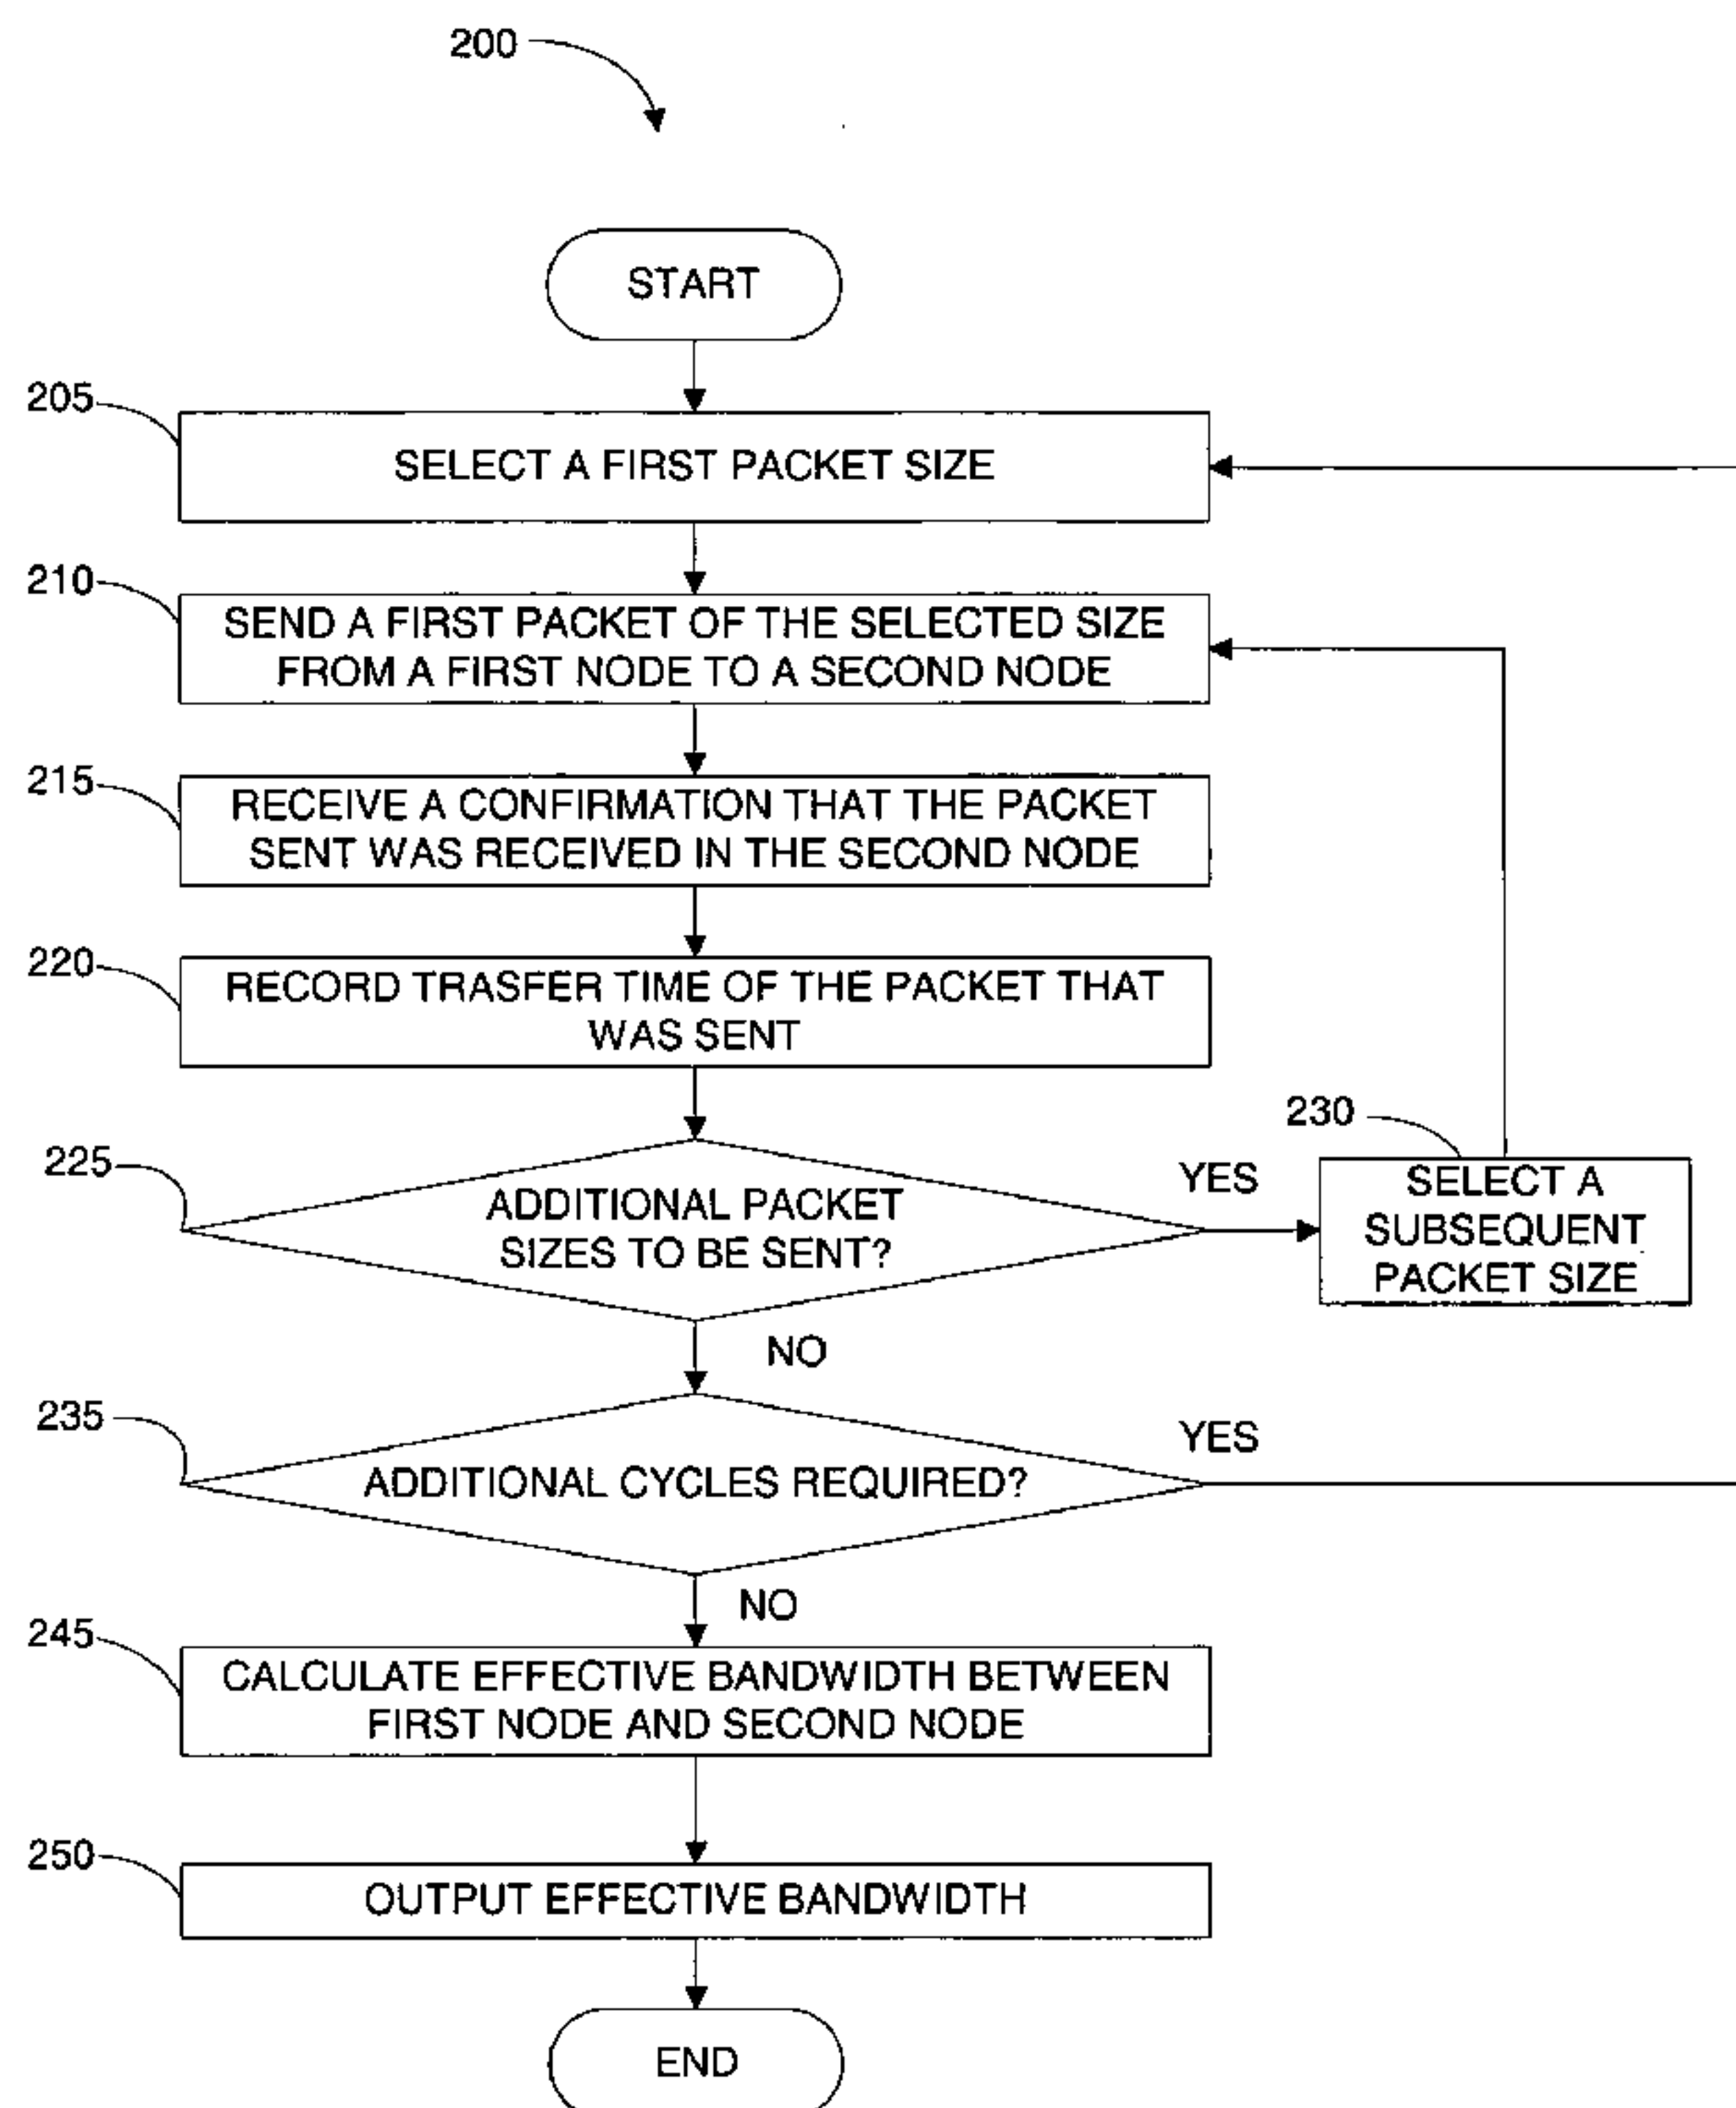 200
START
205
SELECT A FIRST PACKET SIZE
210
SEND A FIRST PACKET OF THE SELECTED SIZE
FROM A FIRST NODE TO A SECOND NODE
215
RECEIVE A CONFIRMATION THAT THE PACKET
SENT WAS RECEIVED IN THE SECOND NODE
220
RECORD TRASFER TIME OF THE PACKET THAT
WAS SENT
225
ADDITIONAL PACKET
SIZES TO BE SENT?
YES
230
SELECT A
SUBSEQUENT
PACKET SIZE
NO
235
ADDITIONAL CYCLES REQUIRED?
YES
NO
245
CALCULATE EFFECTIVE BANDWIDTH BETWEEN
FIRST NODE AND SECOND NODE
250
OUTPUT EFFECTIVE BANDWIDTH
END